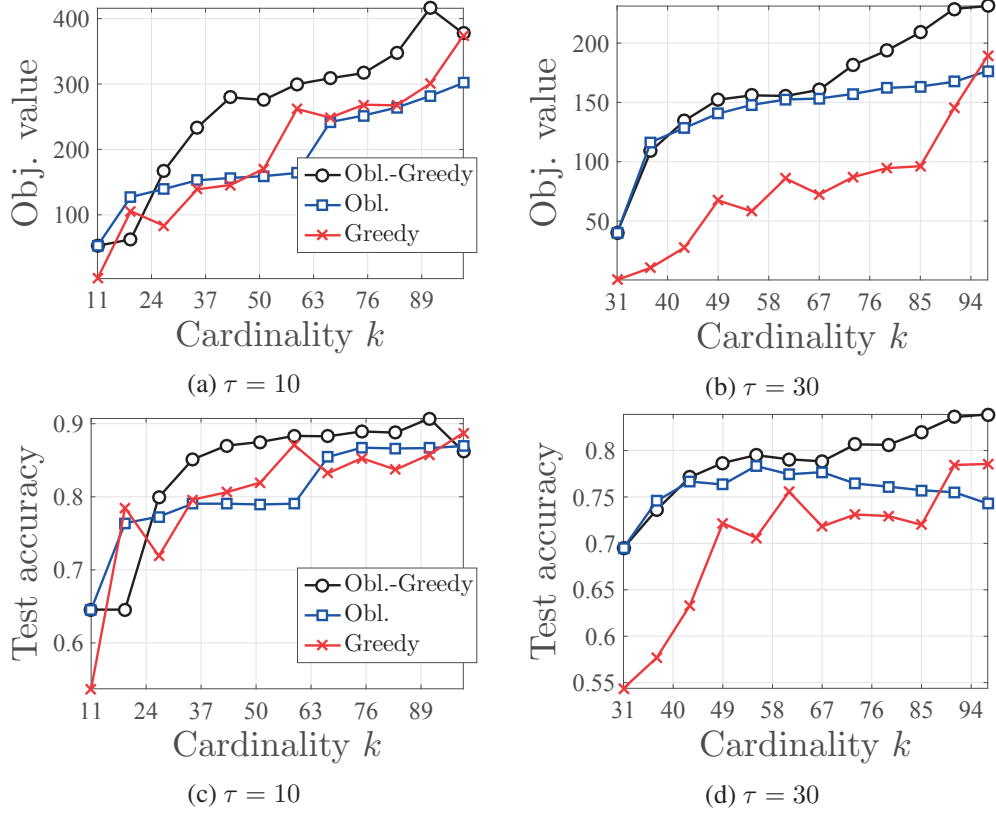 400
300
200
100
Obj. value
Obl.-Greedy
Obl.
Greedy
11 24 37 50 63 76 89
Cardinality k
(a) τ = 10
200
150
100
50
Obj. value
31 40 49 58 67 76 85 94
Cardinality k
(b) τ = 30
0.9
0.8
0.7
0.6
Test accuracy
Obl.-Greedy
Obl.
Greedy
11 24 37 50 63 76 89
Cardinality k
(c) τ = 10
0.8
0.75
0.7
0.65
0.6
0.55
Test accuracy
31 40 49 58 67 76 85 94
Cardinality k
(d) τ = 30